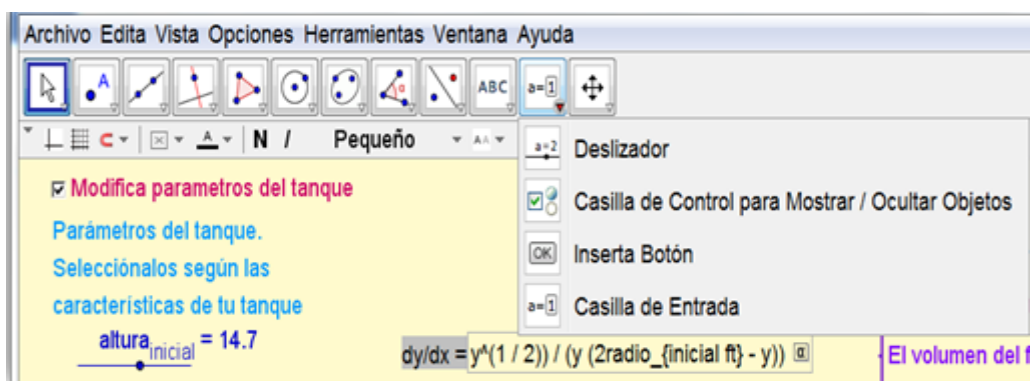 Archivo Edita Vista Opciones Herramientas Ventana Ayuda
A
α
ABC
a=1
N I Pequeño
A
AA
a=2 Deslizador
Casilla de Control para Mostrar / Ocultar Objetos
OK Inserta Botón
a=1 Casilla de Entrada
Modifica parametros del tanque
Parámetros del tanque.
Selecciónalos según las
características de tu tanque
altura inicial = 14.7
dy/dx = y^(1 / 2)) / (y (2radio_{inicial ft} - y)) α
El volumen del f